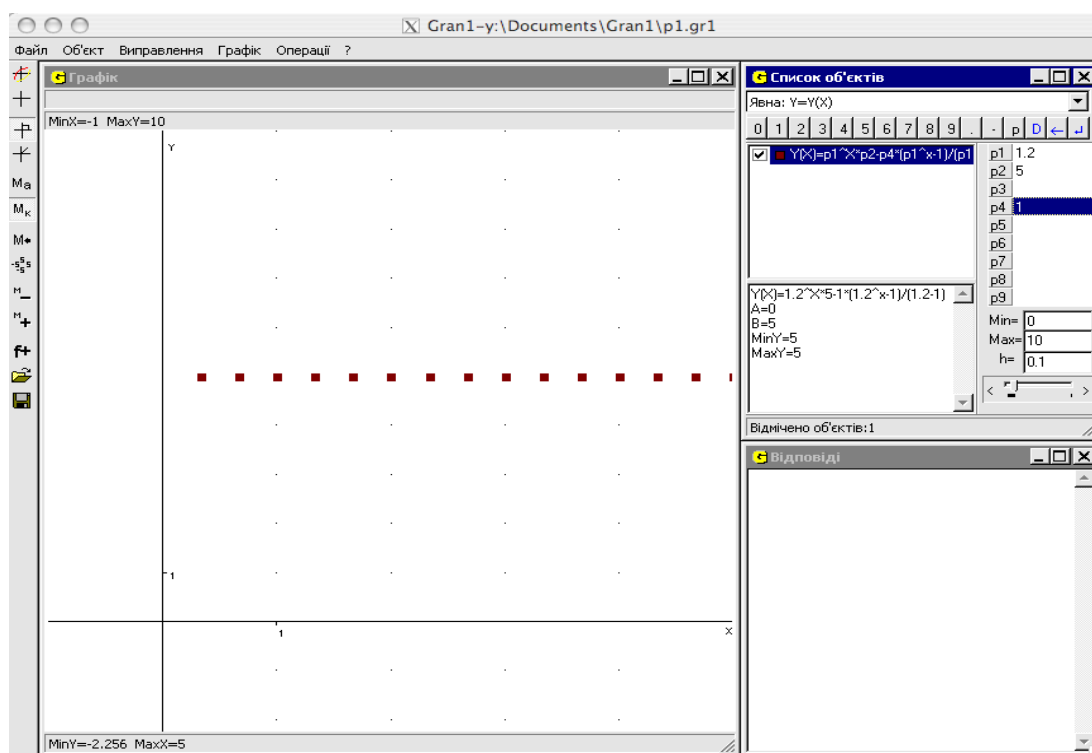 Gran1-y:\Documents\Gran1\p1.gr1
Файл Об'єкт Виправлення Графік Операції ?
Графік
MinX=-1 MaxY=10
Y
1
1
X
MinY=-2.256 MaxX=5
Ma
Mк
M
M
M
f+
Список об'єктів
Явна: Y=Y(X)
0 1 2 3 4 5 6 7 8 9 . - p D
Y(X)=p1^X*p2-p4*(p1^x-1)/(p1
p1 1.2
p2 5
p3
p4 1
p5
p6
p7
p8
p9
Y(X)=1.2^X*5-1*(1.2^x-1)/(1.2-1)
A=0
B=5
MinY=5
MaxY=5
Min= 0
Max= 10
h= 0.1
< >
Відмічено об'єктів:1
Відповіді